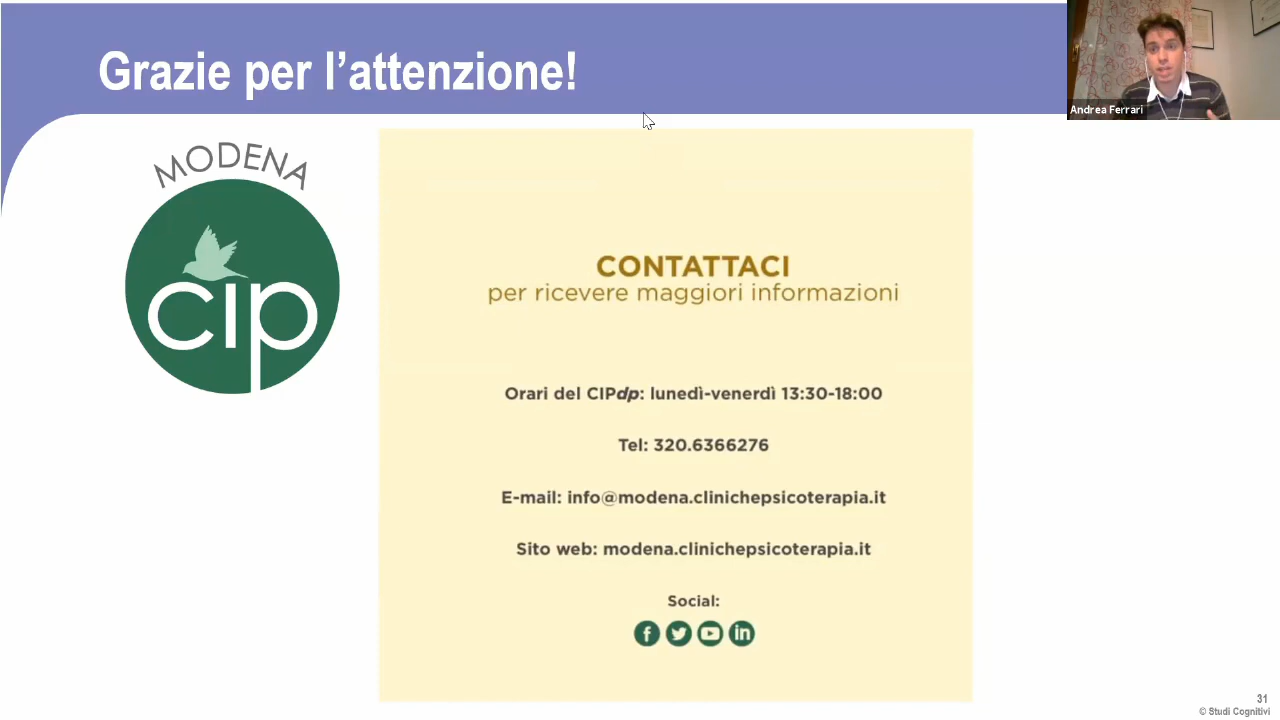 Grazie per l'attenzione!
Andrea Ferrari
MODENA
cip
CONTATTACI
per ricevere maggiori informazioni
Orari del CIPdp: lunedì-venerdì 13:30-18:00
Tel: 320.6366276
E-mail: info@modena.clinichepsicoterapia.it
Sito web: modena.clinichepsicoterapia.it
Social:
31
© Studi Cognitivi